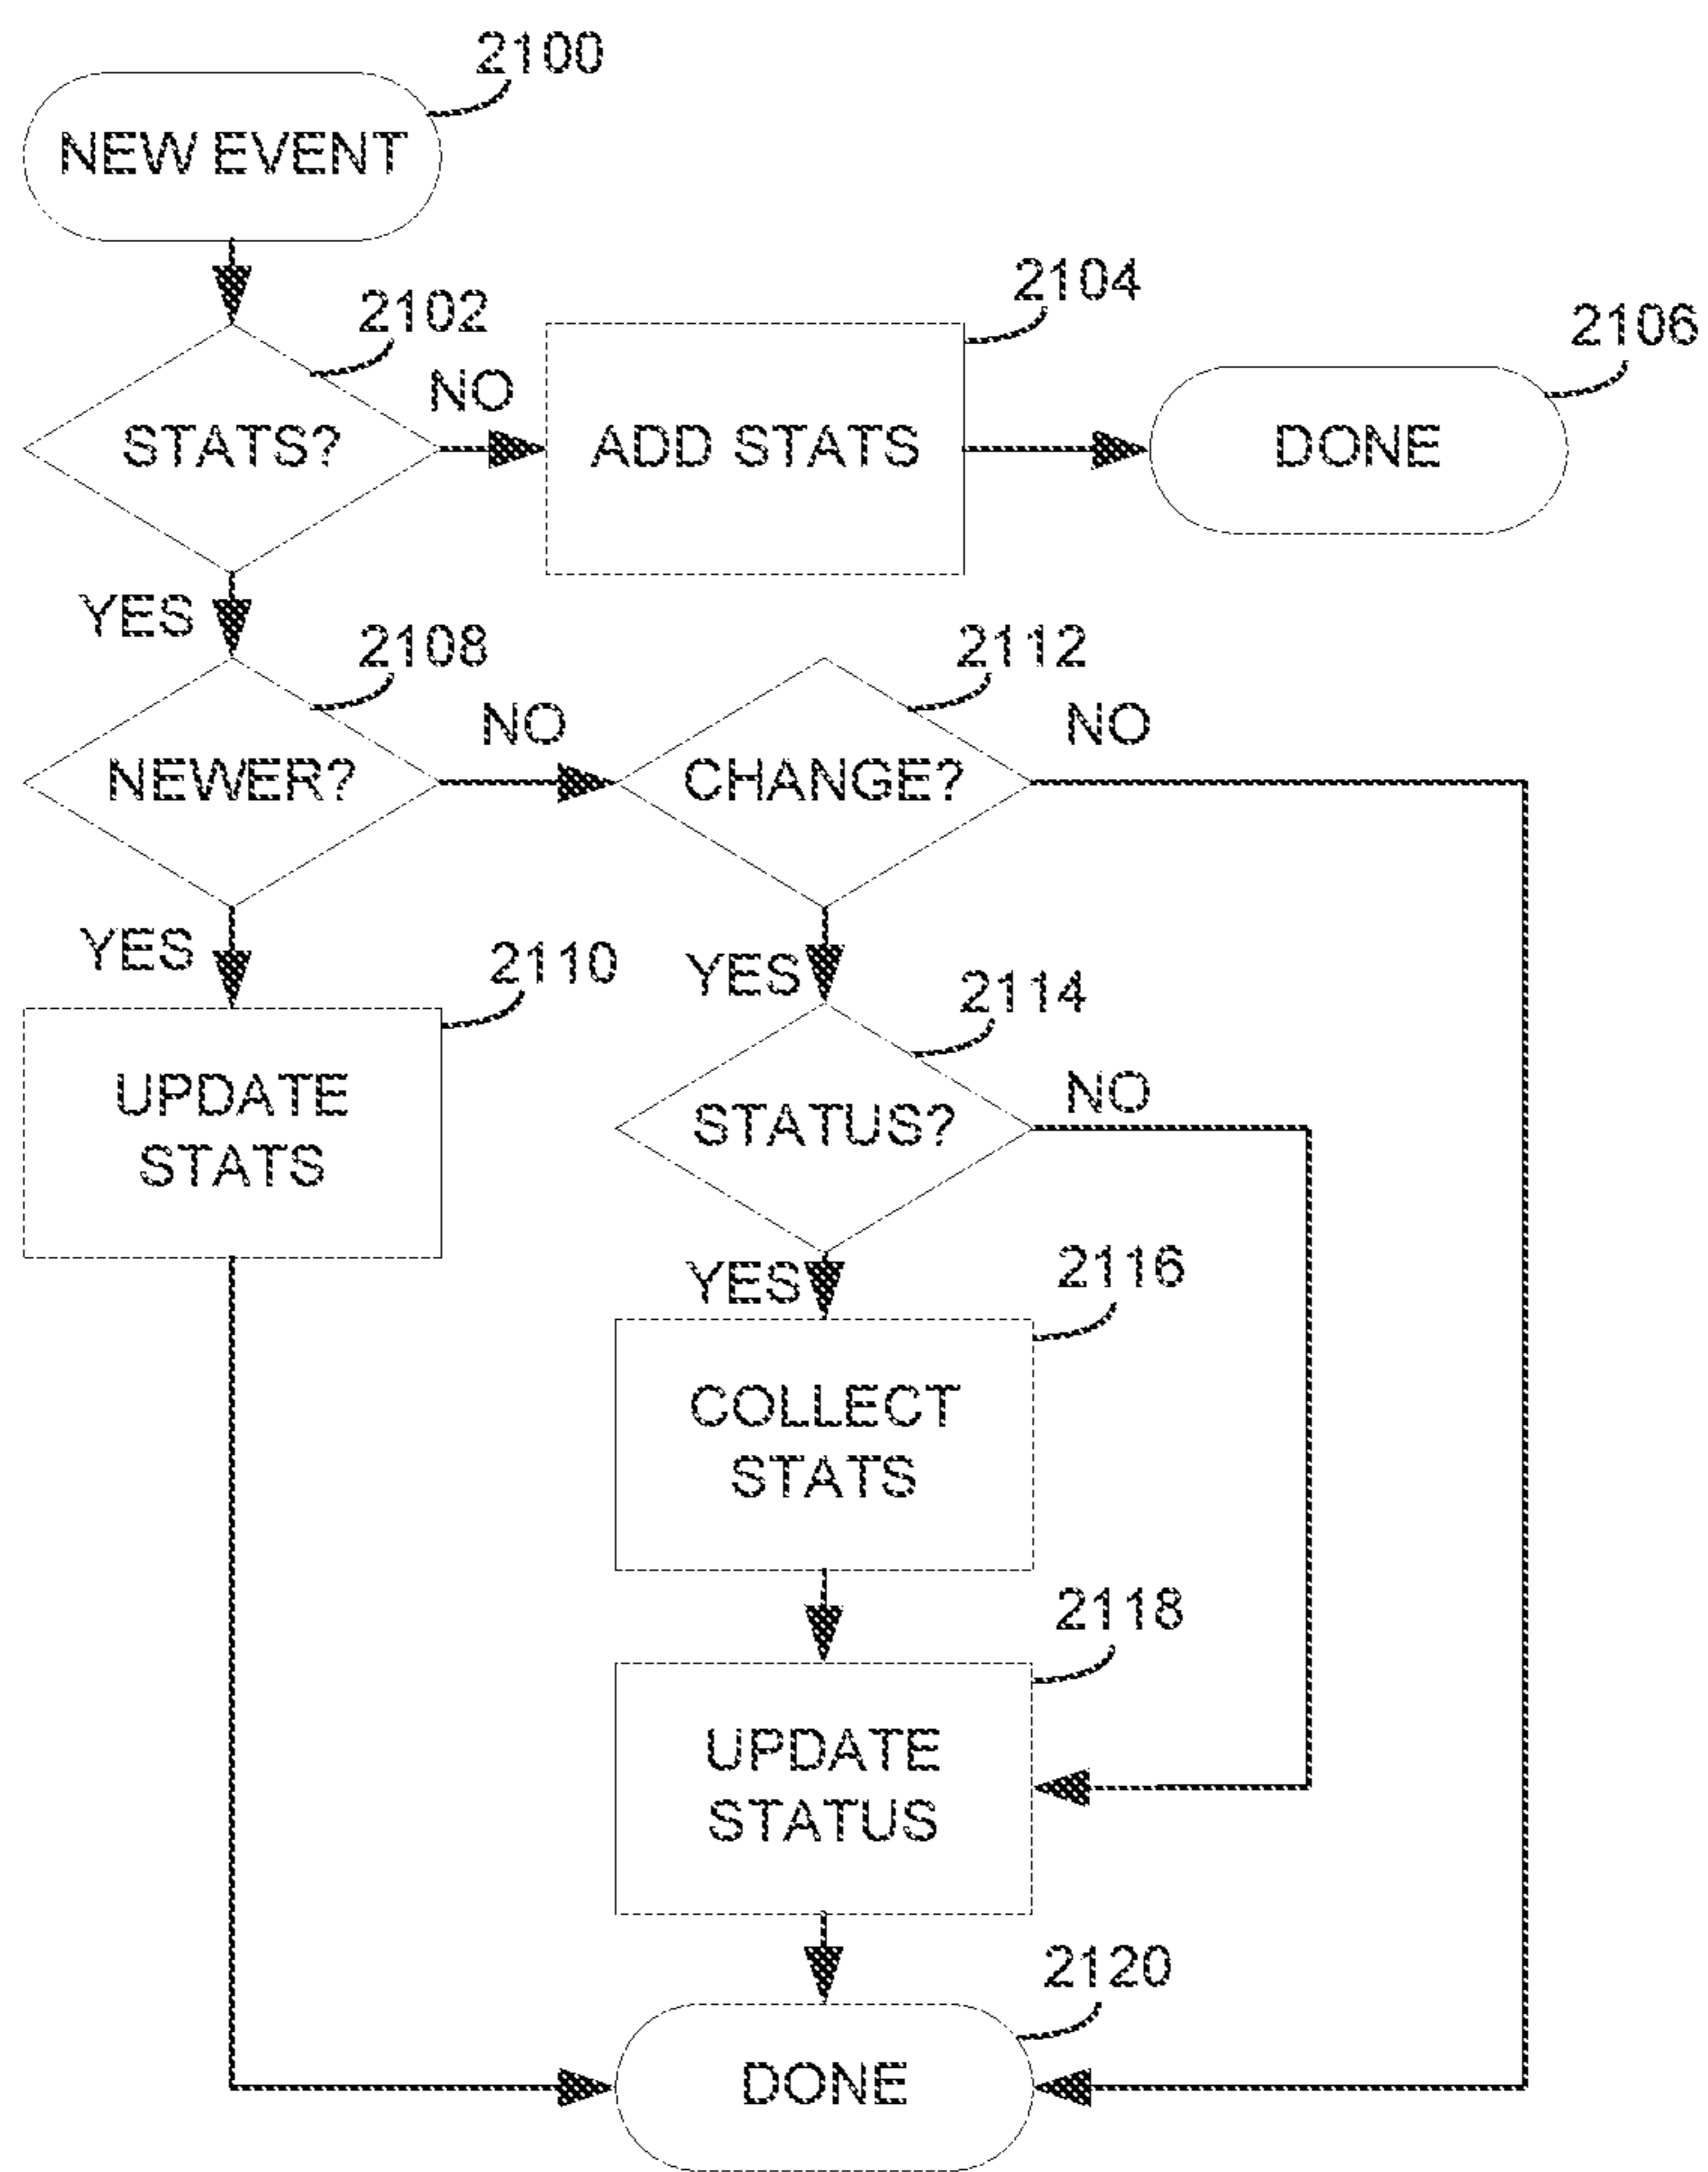 2100
NEW EVENT
2102
2104
2106
NO
STATS?
ADD STATS
DONE
YES
2108
2112
NO
NO
NEWER?
CHANGE?
YES
2110
YES
2114
UPDATE
STATS
NO
STATUS?
YES
2116
COLLECT
STATS
2118
UPDATE
STATUS
2120
DONE